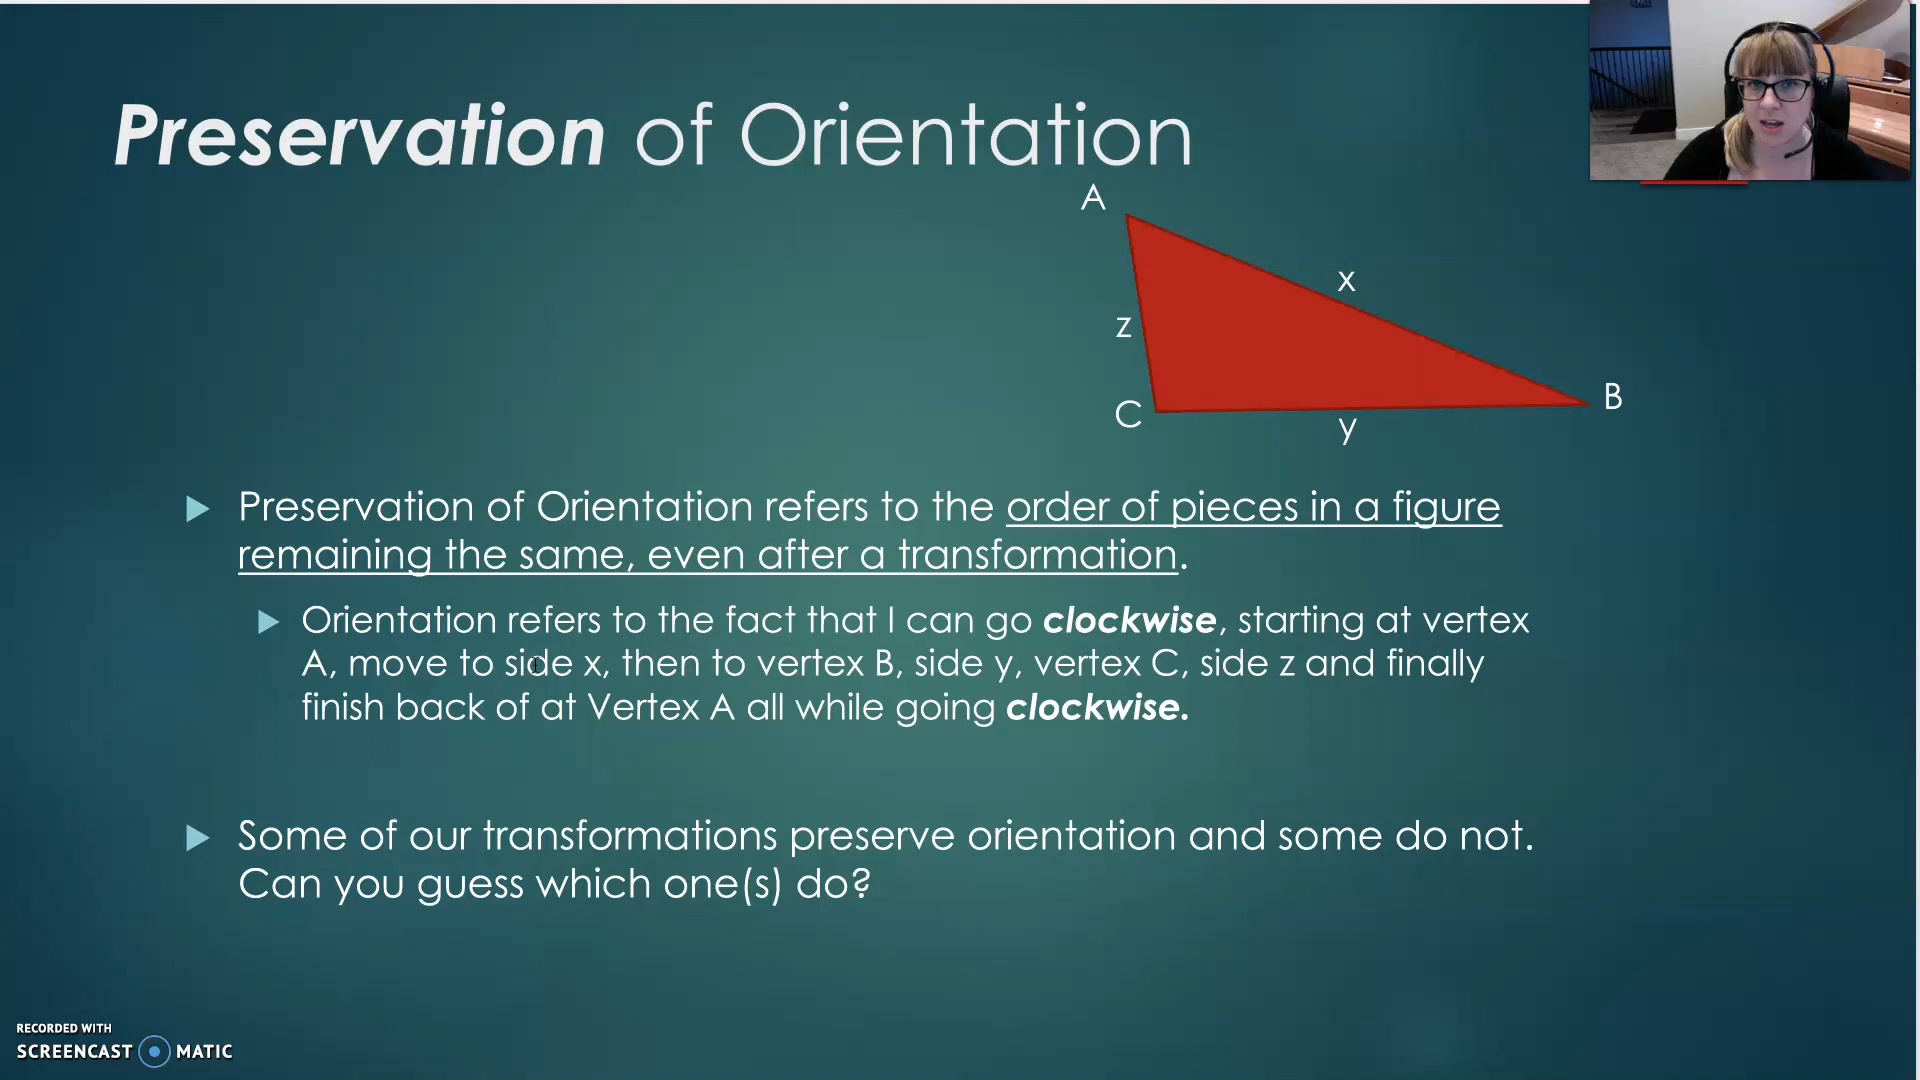 Preservation of Orientation
A
x
z
C
B
y
Preservation of Orientation refers to the order of pieces in a figure
remaining the same, even after a transformation.
Orientation refers to the fact that I can go clockwise, starting at vertex
A, move to side x, then to vertex B, side y, vertex C, side z and finally
finish back of at Vertex A all while going clockwise.
Some of our transformations preserve orientation and some do not.
Can you guess which one(s) do?
RECORDED WITH
SCREENCAST MATIC